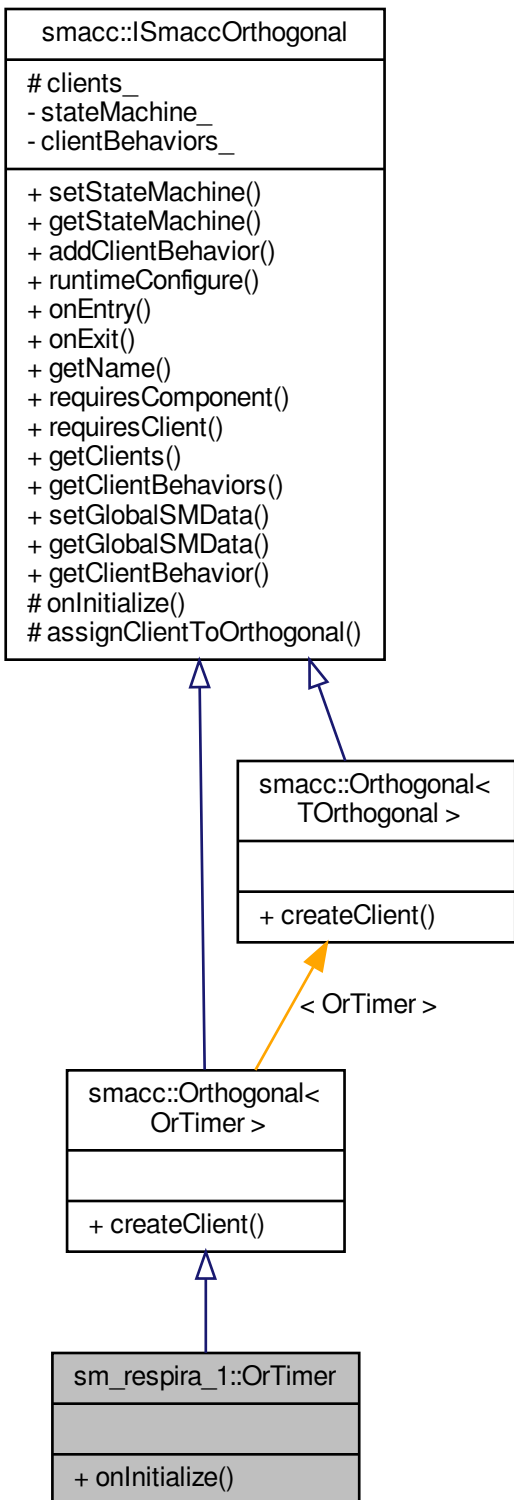 smacc::ISmaccOrthogonal
# clients_
- stateMachine_
- clientBehaviors_
+ setStateMachine()
+ getStateMachine()
+ addClientBehavior()
+ runtimeConfigure()
+ onEntry()
+ onExit()
+ getName()
+ requiresComponent()
+ requiresClient()
+ getClients()
+ getClientBehaviors()
+ setGlobalSMData()
+ getGlobalSMData()
+ getClientBehavior()
# onInitialize()
# assignClientToOrthogonal()
smacc::Orthogonal<
TOrthogonal >
+ createClient()
< OrTimer >
smacc::Orthogonal<
OrTimer >
+ createClient()
sm_respira_1::OrTimer
+ onInitialize()